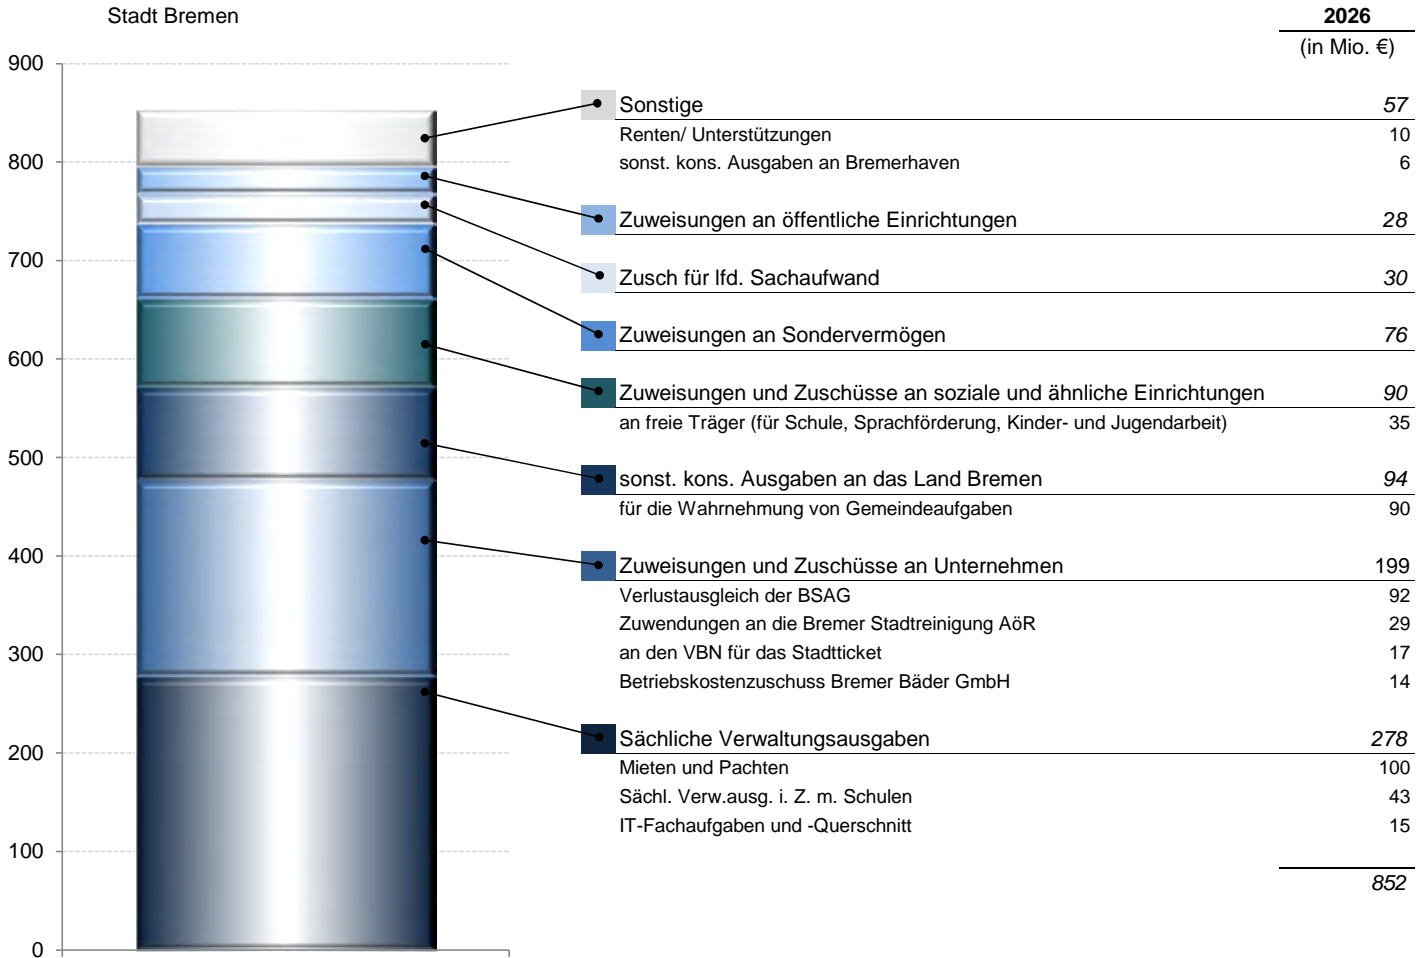 Stadt Bremen
2026
(in Mio. €)
900
800
700
600
500
400
300
200
100
0
Sonstige 57
Renten/ Unterstützungen 10
sonst. kons. Ausgaben an Bremerhaven 6
Zuweisungen an öffentliche Einrichtungen 28
Zusch für lfd. Sachaufwand 30
Zuweisungen an Sondervermögen 76
Zuweisungen und Zuschüsse an soziale und ähnliche Einrichtungen 90
an freie Träger (für Schule, Sprachförderung, Kinder- und Jugendarbeit) 35
sonst. kons. Ausgaben an das Land Bremen 94
für die Wahrnehmung von Gemeindeaufgaben 90
Zuweisungen und Zuschüsse an Unternehmen 199
Verlustausgleich der BSAG 92
Zuwendungen an die Bremer Stadtreinigung AöR 29
an den VBN für das Stadtticket 17
Betriebskostenzuschuss Bremer Bäder GmbH 14
Sächliche Verwaltungsausgaben 278
Mieten und Pachten 100
Sächl. Verw.ausg. i. Z. m. Schulen 43
IT-Fachaufgaben und -Querschnitt 15
852